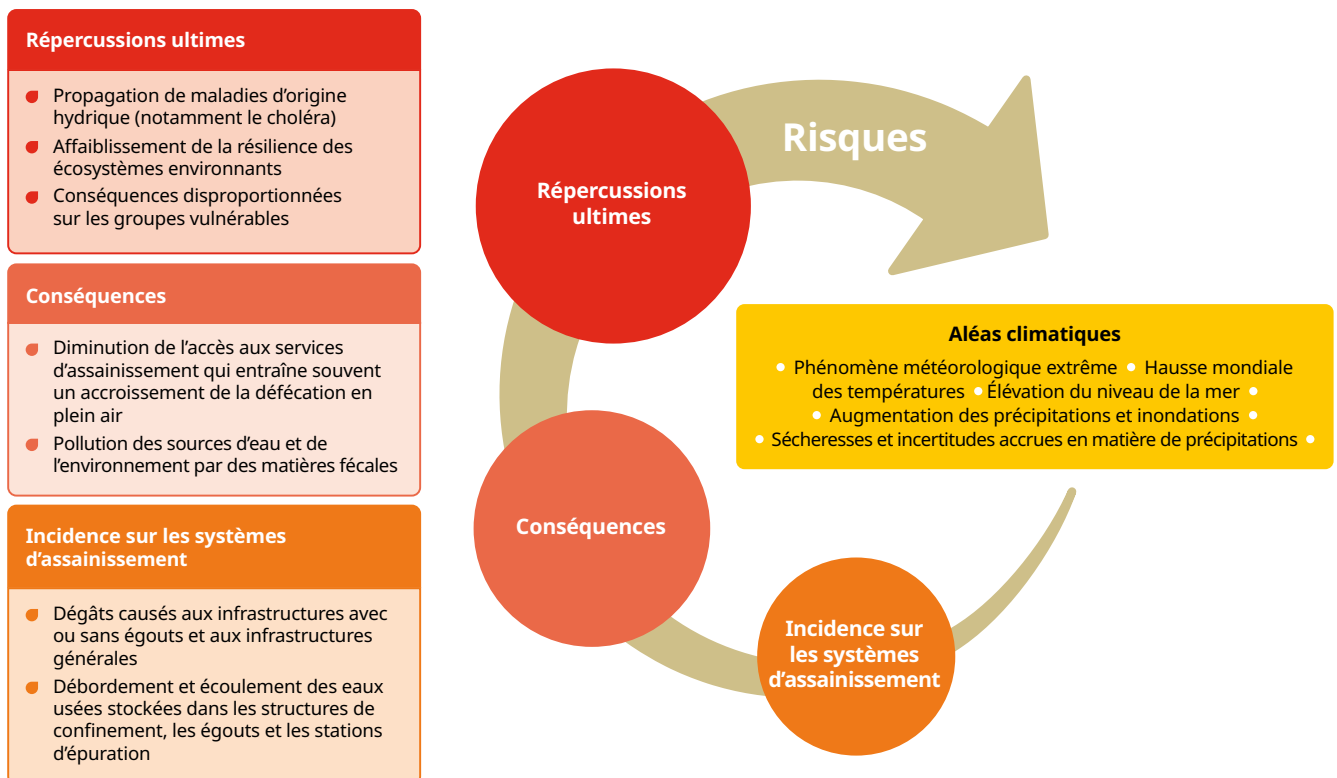 Répercussions ultimes
Propagation de maladies d’origine
hydrique (notamment le choléra)
Affaiblissement de la résilience des
écosystèmes environnants
Conséquences disproportionnées
sur les groupes vulnérables
Conséquences
Diminution de l’accès aux services
d’assainissement qui entraîne souvent
un accroissement de la défécation en
plein air
Pollution des sources d’eau et de
l’environnement par des matières fécales
Incidence sur les systèmes
d’assainissement
Dégâts causés aux infrastructures avec
ou sans égouts et aux infrastructures
générales
Débordement et écoulement des eaux
usées stockées dans les structures de
confinement, les égouts et les stations
d’épuration
Risques
Répercussions
ultimes
Aléas climatiques
• Phénomène météorologique extrême • Hausse mondiale
des températures • Élévation du niveau de la mer •
• Augmentation des précipitations et inondations •
• Sécheresses et incertitudes accrues en matière de précipitations •
Conséquences
Incidence sur
les systèmes
d’assainissement